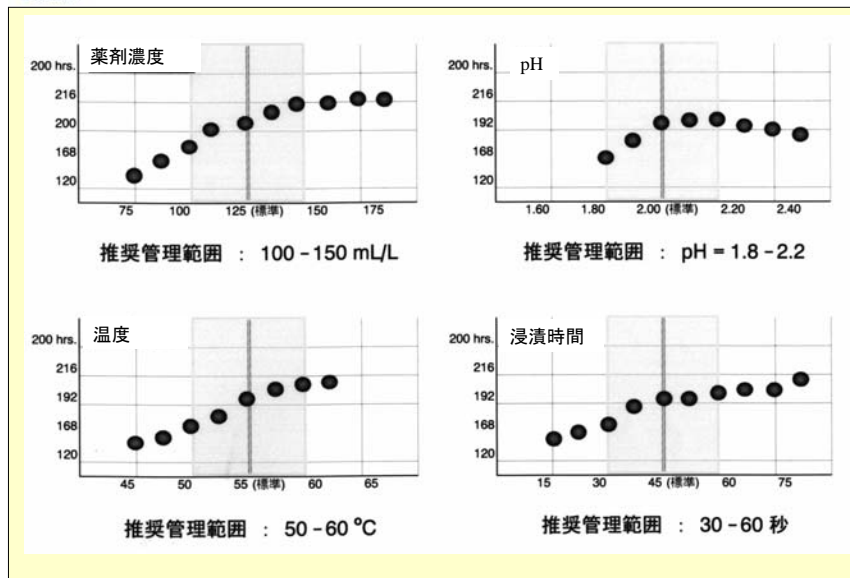 薬剤濃度
200 hrs.
216
200
168
120
75 100 125 (標準) 150 175
推奨管理範囲 : 100 - 150 mL/L
pH
200 hrs.
216
192
168
120
1.60 1.80 2.00 (標準) 2.20 2.40
推奨管理範囲 : pH = 1.8 - 2.2
温度
200 hrs.
216
192
168
120
45 50 55 (標準) 60 65
推奨管理範囲 : 50 - 60 ºC
浸漬時間
200 hrs.
216
192
168
120
15 30 45 (標準) 60 75
推奨管理範囲 : 30 - 60 秒